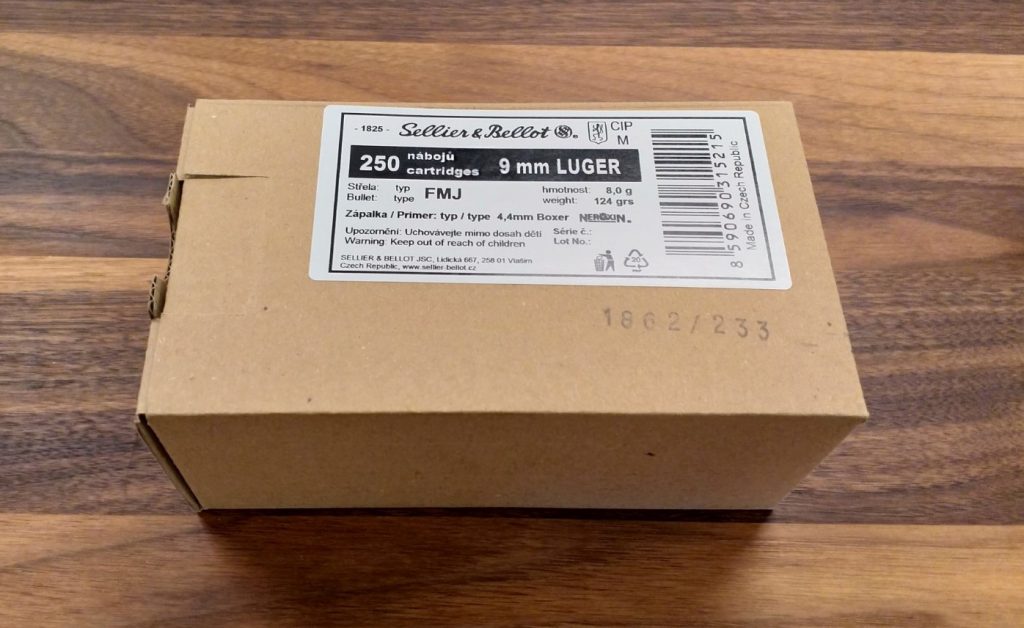 - 1825 - Sellier & Bellot S&B ® CIP
M
250 nábojů
cartridges 9 mm LUGER
Střela: typ FMJ hmotnost: 8,0 g
Bullet: type weight: 124 grs
Zápalka / Primer: typ / type 4,4mm Boxer NEROXIN
Upozornění: Uchovávejte mimo dosah dětí Série č.:
Warning: Keep out of reach of children Lot No.:
SELLIER & BELLOT JSC, Lidická 667, 258 01 Vlašim
Czech Republic, www.sellier-bellot.cz
20
8 590690 315215
Made in Czech Republic
1862/233